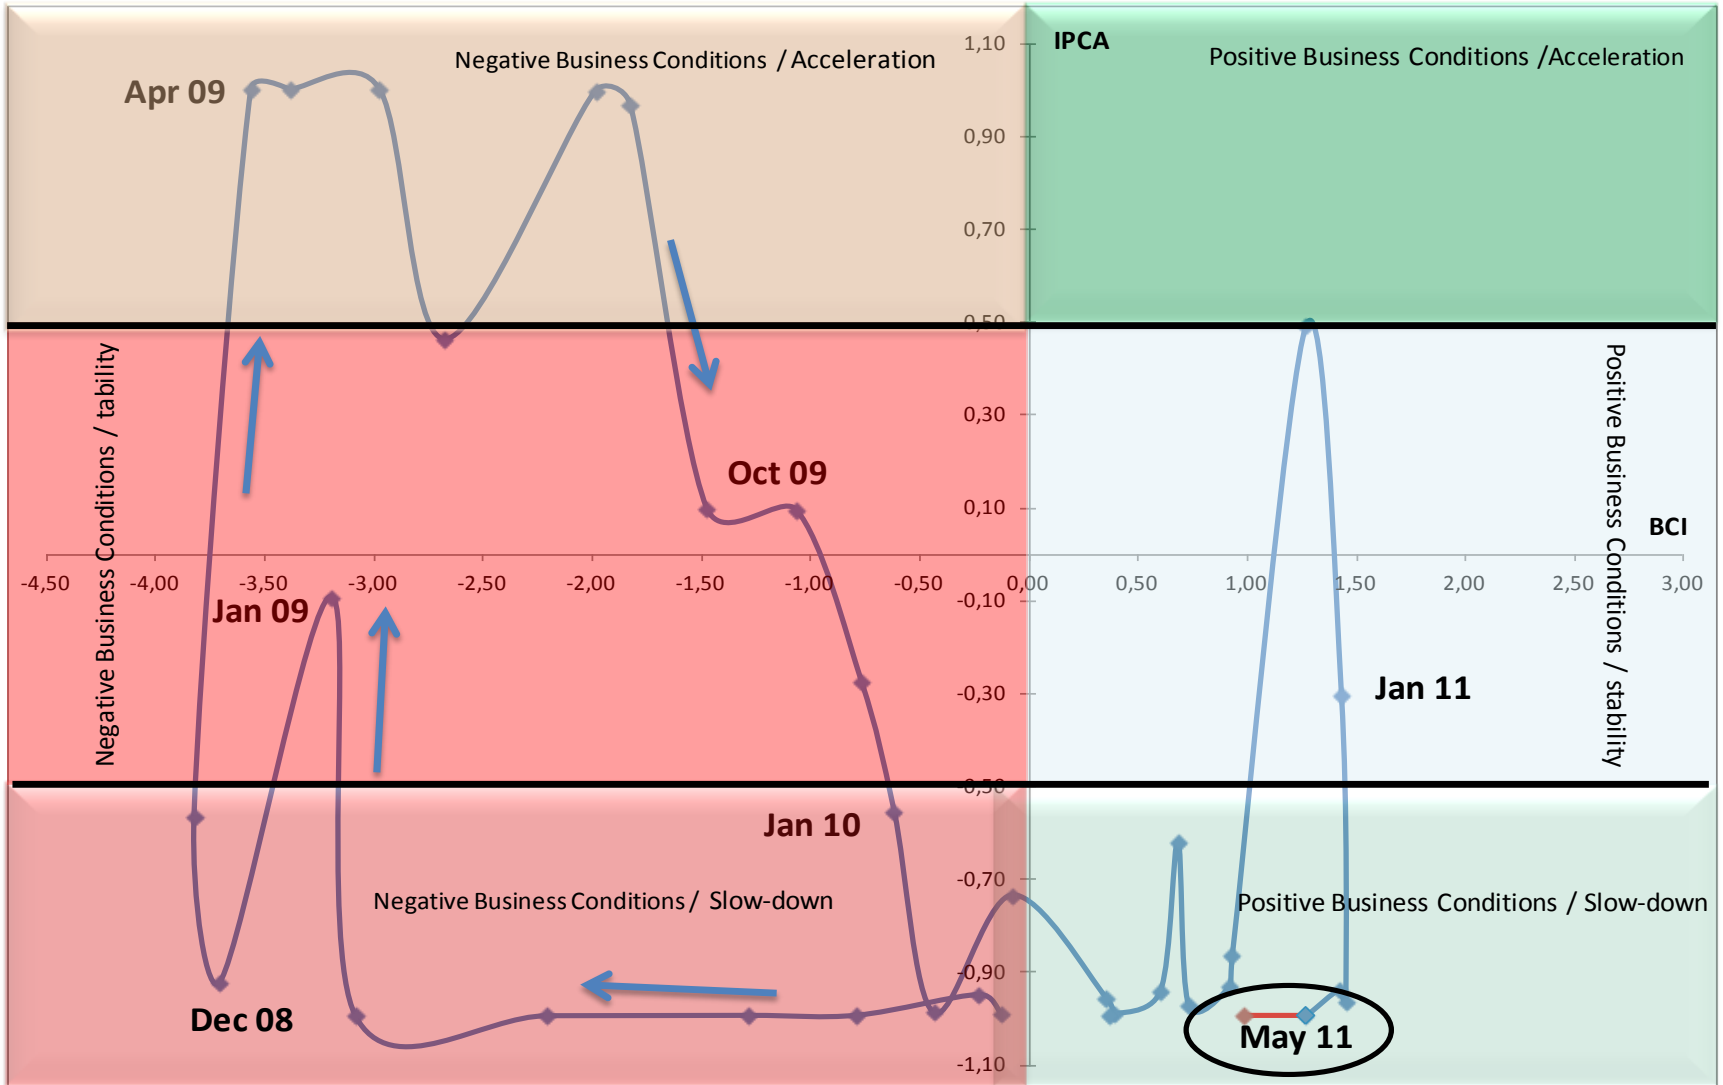 1,10
IPCA
Negative Business Conditions / Acceleration
Positive Business Conditions /Acceleration
Apr 09
0,90
0,70
0,50
Negative Business Conditions / tability
Positive Business Conditions / stability
0,30
Oct 09
0,10
BCI
-4,50 -4,00 -3,50 -3,00 -2,50 -2,00 -1,50 -1,00 -0,50 0,00 0,50 1,00 1,50 2,00 2,50 3,00
-0,10
Jan 09
-0,30
Jan 11
-0,50
Jan 10
-0,70
Negative Business Conditions / Slow-down
Positive Business Conditions / Slow-down
-0,90
Dec 08
May 11
-1,10